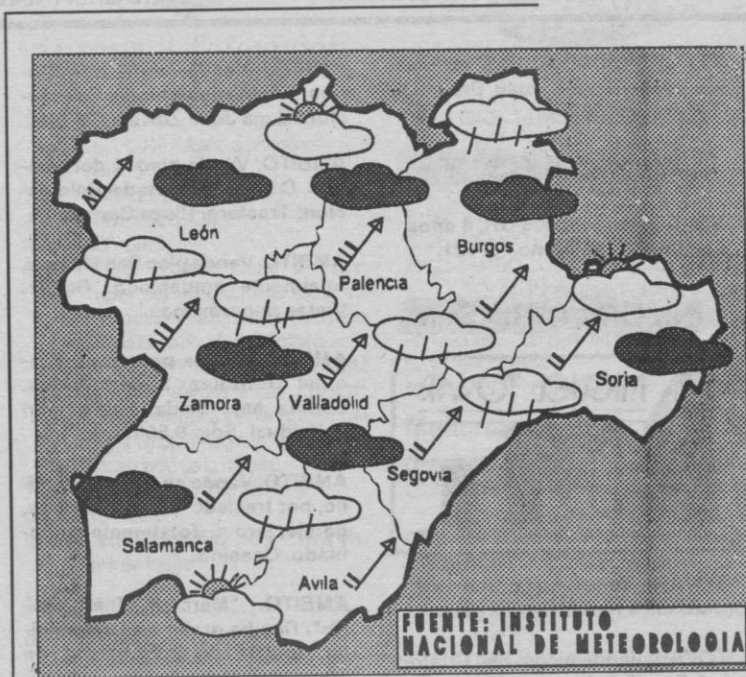 León
Palencia
Burgos
Zamora
Valladolid
Soria
Segovia
Salamanca
Avila
FUENTE: INSTITUTO
NACIONAL DE METEOROLOGIA